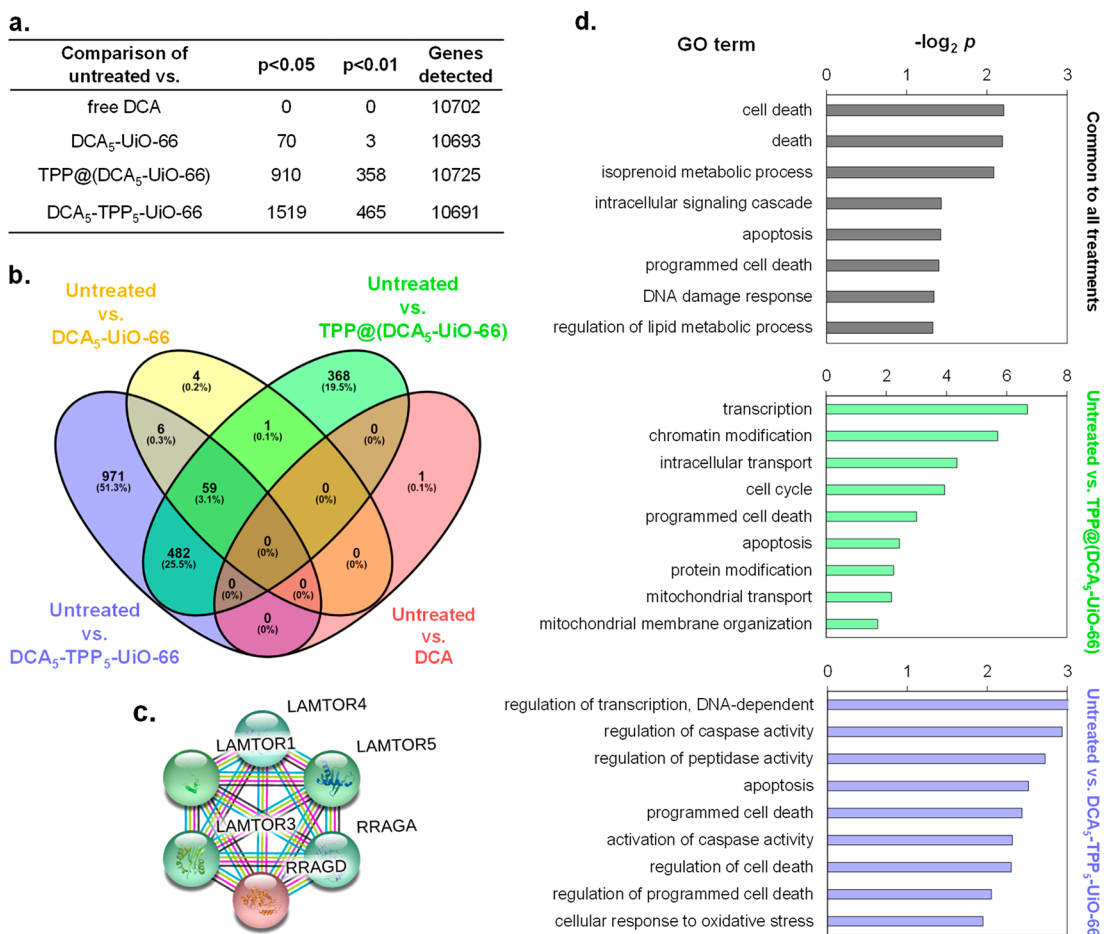 a.
Comparison of untreated vs. p<0.05 p<0.01 Genes detected
free DCA 0 0 10702
DCA5-UiO-66 70 3 10693
TPP@(DCA5-UiO-66) 910 358 10725
DCA5-TPP5-UiO-66 1519 465 10691
b.
Untreated
vs.
DCA5-UiO-66
Untreated
vs.
TPP@(DCA5-UiO-66)
4
(0.2%)
368
(19.5%)
6
(0.3%)
1
(0.1%)
0
(0%)
971
(51.3%)
59
(3.1%)
0
(0%)
1
(0.1%)
482
(25.5%)
0
(0%)
0
(0%)
0
(0%)
0
(0%)
0
(0%)
Untreated
vs.
DCA5-TPP5-UiO-66
Untreated
vs.
DCA
c.
LAMTOR4
LAMTOR1
LAMTOR5
LAMTOR3
RRAGA
RRAGD
d.
GO term -log2 p
0 1 2 3
cell death
death
isoprenoid metabolic process
intracellular signaling cascade
apoptosis
programmed cell death
DNA damage response
regulation of lipid metabolic process
Common to all treatments
0 2 4 6 8
transcription
chromatin modification
intracellular transport
cell cycle
programmed cell death
apoptosis
protein modification
mitochondrial transport
mitochondrial membrane organization
Untreated vs. TPP@(DCA5-UiO-66)
0 1 2 3
regulation of transcription, DNA-dependent
regulation of caspase activity
regulation of peptidase activity
apoptosis
programmed cell death
activation of caspase activity
regulation of cell death
regulation of programmed cell death
cellular response to oxidative stress
Untreated vs. DCA5-TPP5-UiO-66